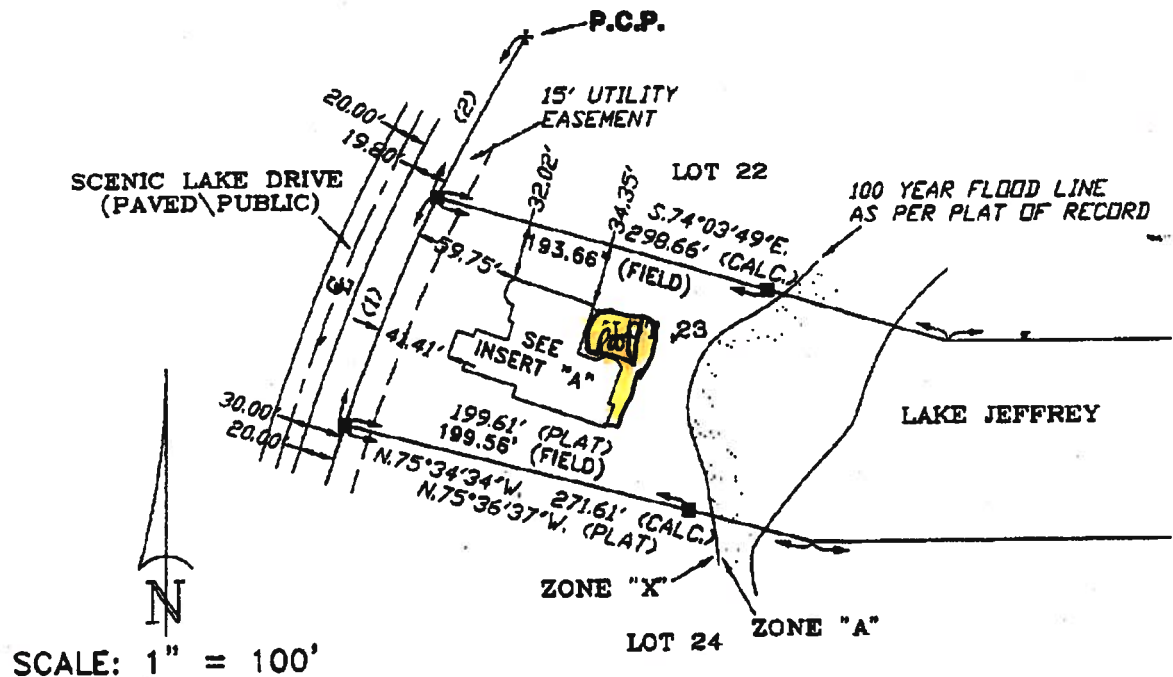 P.C.P.
(2)
15' UTILITY
EASEMENT
20.00'
19.80'
SCENIC LAKE DRIVE
(PAVED\PUBLIC)
32.02'
LOT 22
34.35'
100 YEAR FLOOD LINE
AS PER PLAT OF RECORD
S.74°03'49"E.
298.66' (CALC.)
193.66' (FIELD)
59.75'
(1)
41.41'
SEE
INSERT "A"
23
LAKE JEFFREY
30.00'
20.00'
199.61' (PLAT)
199.56' (FIELD)
N.75°34'34"W. 271.61' (CALC.)
N.75°36'37"W. (PLAT)
ZONE "X"
ZONE "A"
LOT 24
N
SCALE: 1" = 100'